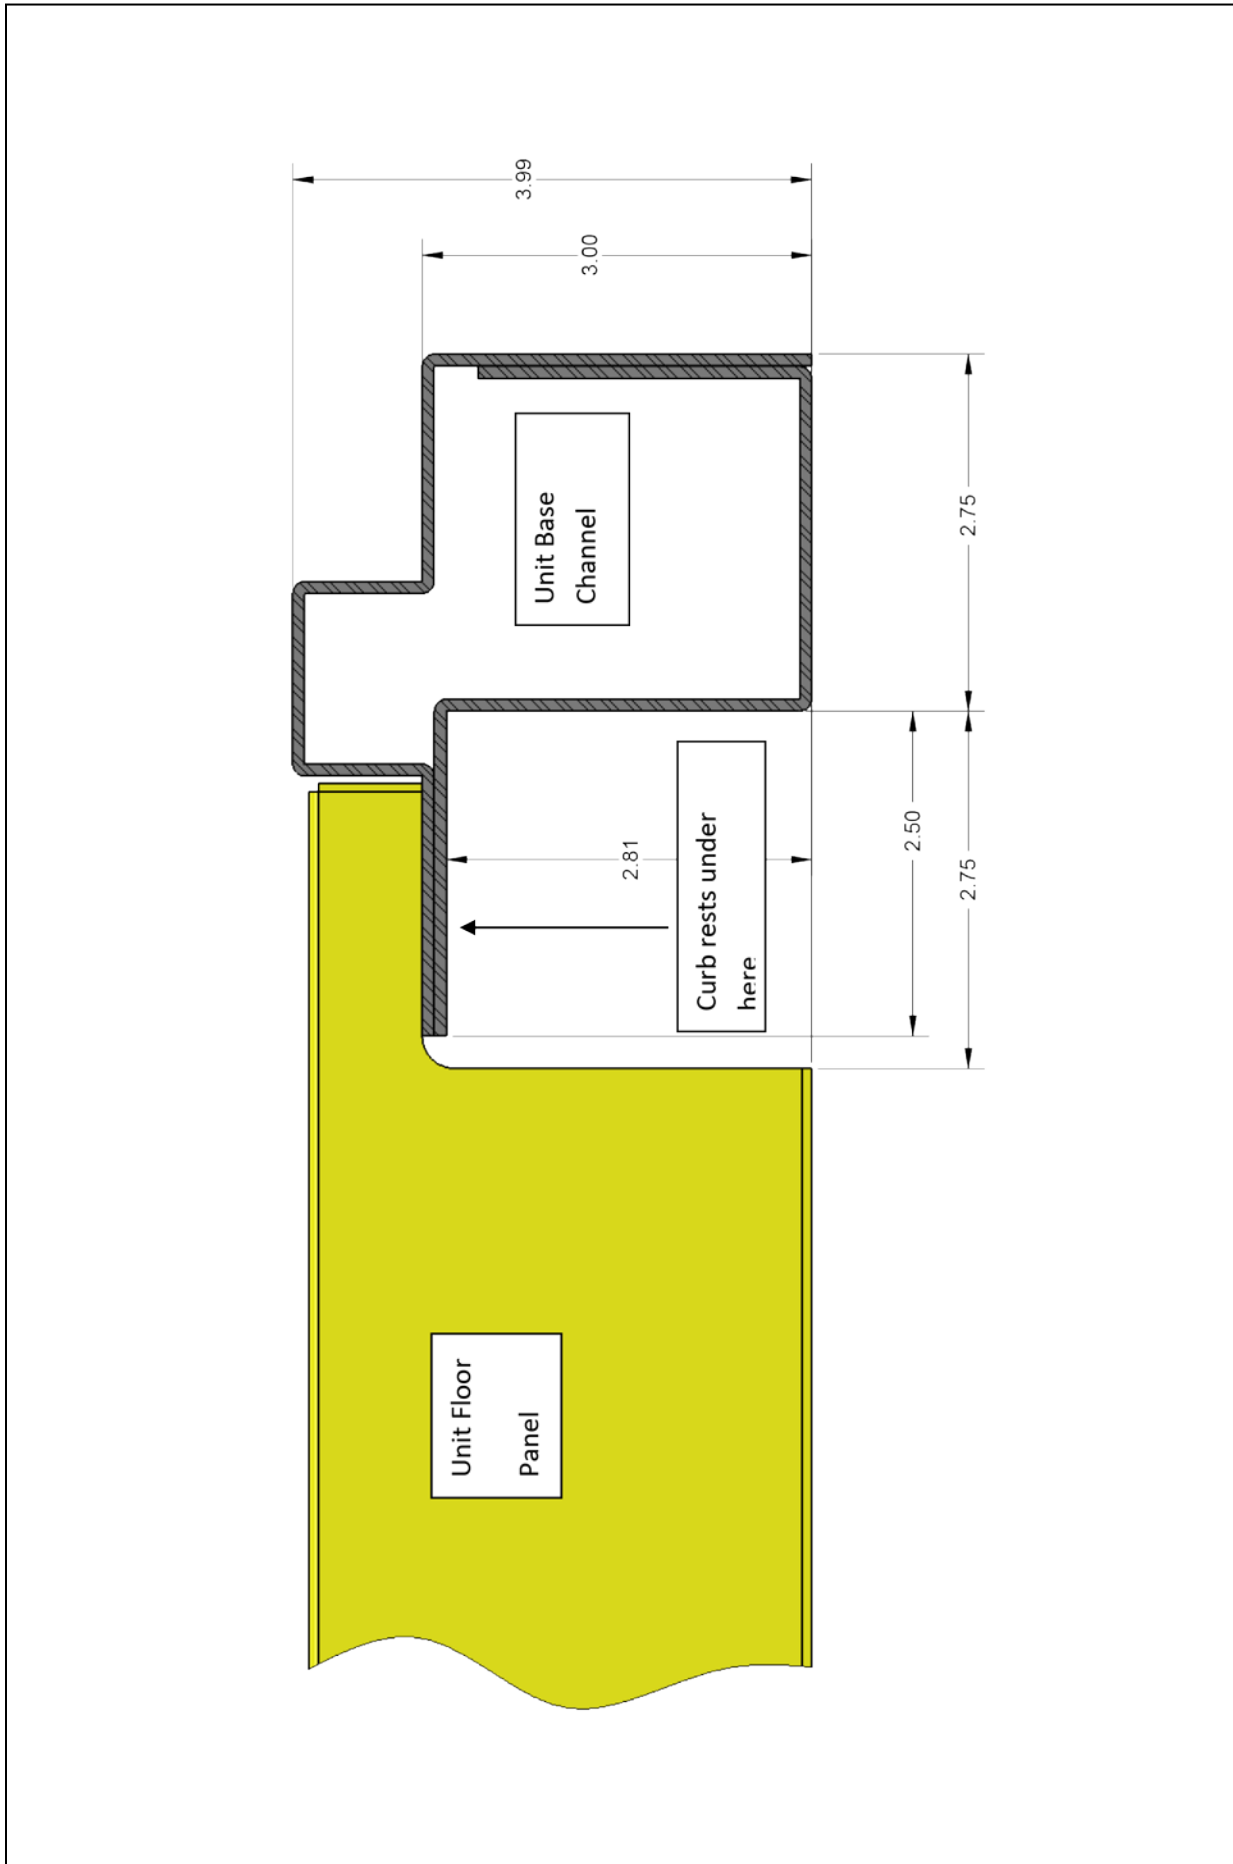 Unit Floor
Panel
Unit Base
Channel
3.99
3.00
2.81
Curb rests under
here.
2.50
2.75
2.75